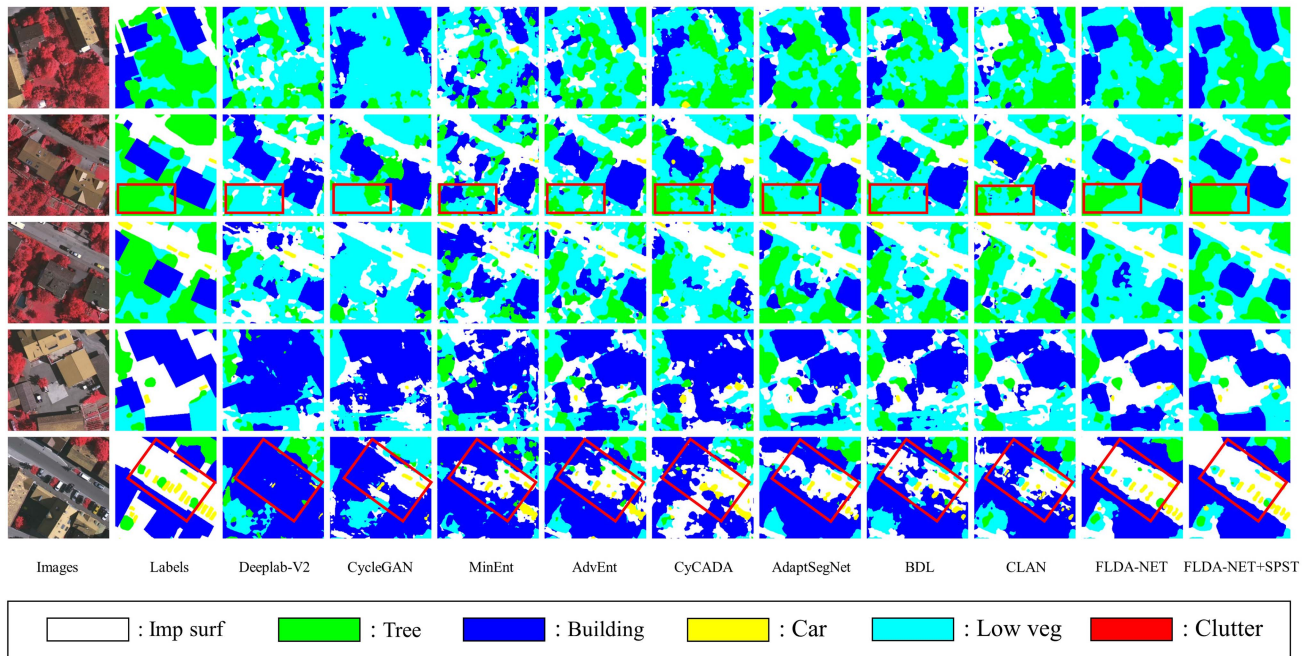 Images Labels Deeplab-V2 CycleGAN MinEnt AdvEnt CyCADA AdaptSegNet BDL CLAN FLDA-NET FLDA-NET+SPST
: Imp surf : Tree : Building : Car : Low veg : Clutter